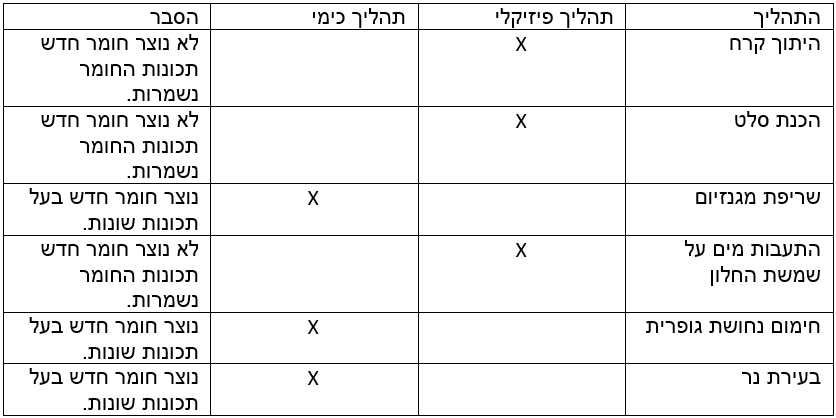 התהליך תהליך פיזיקלי תהליך כימי הסבר
היתוך קרח X לא נוצר חומר חדש
תכונות החומר
נשמרות.
הכנת סלט X לא נוצר חומר חדש
תכונות החומר
נשמרות.
שריפת מגנזיום X נוצר חומר חדש בעל
תכונות שונות.
התעבות מים על X לא נוצר חומר חדש
שמשת החלון תכונות החומר
נשמרות.
חימום נחושת גופרית X נוצר חומר חדש בעל
תכונות שונות.
בעירת נר X נוצר חומר חדש בעל
תכונות שונות.